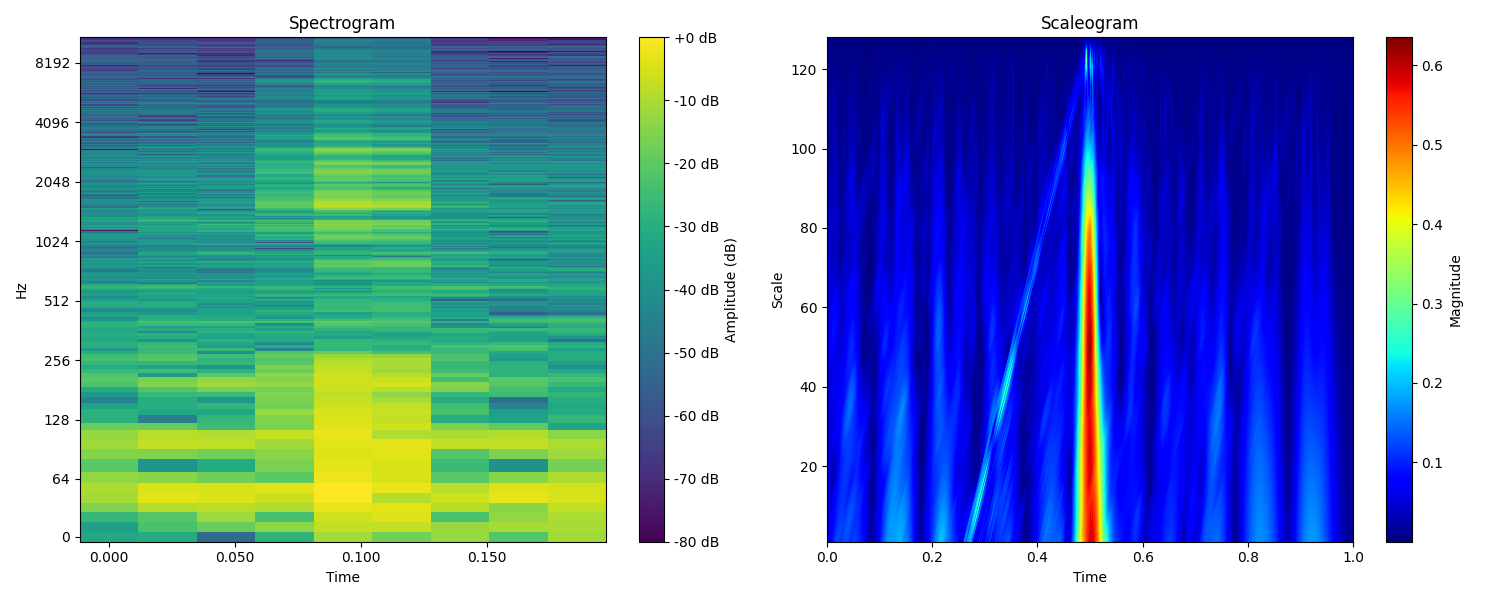 Spectrogram
Hz
8192
4096
2048
1024
512
256
128
64
0
0.000
0.050
0.100
0.150
Time
+0 dB
-10 dB
-20 dB
-30 dB
-40 dB
-50 dB
-60 dB
-70 dB
-80 dB
Amplitude (dB)
Scaleogram
Scale
120
100
80
60
40
20
0.0
0.2
0.4
0.6
0.8
1.0
Time
0.6
0.5
0.4
0.3
0.2
0.1
Magnitude